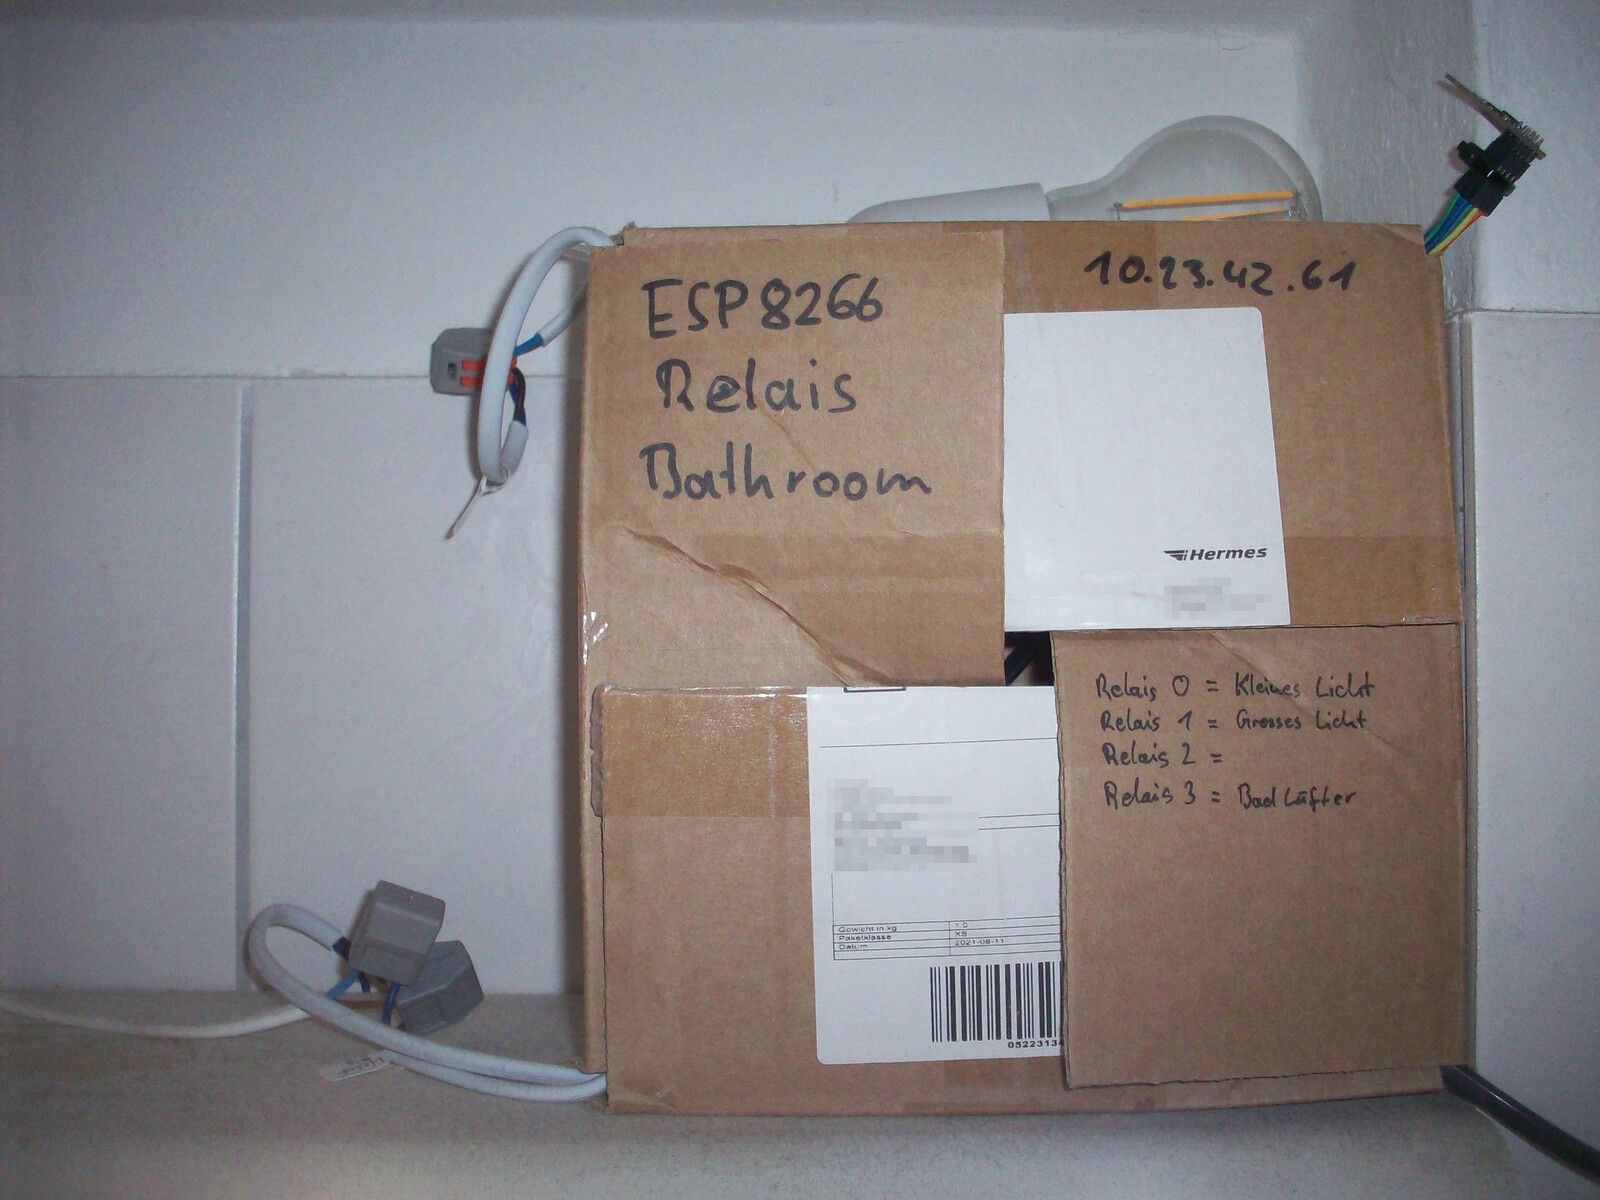 ESP8266
Relais
Bathroom
10.23.42.61
Hermes
Relais 0 = Kleines Licht
Relais 1 = Grosses Licht
Relais 2 =
Relais 3 = Bad Lüfter
Gewicht in kg 1.0
Paketklasse XS
Datum 2021-08-11
0522313